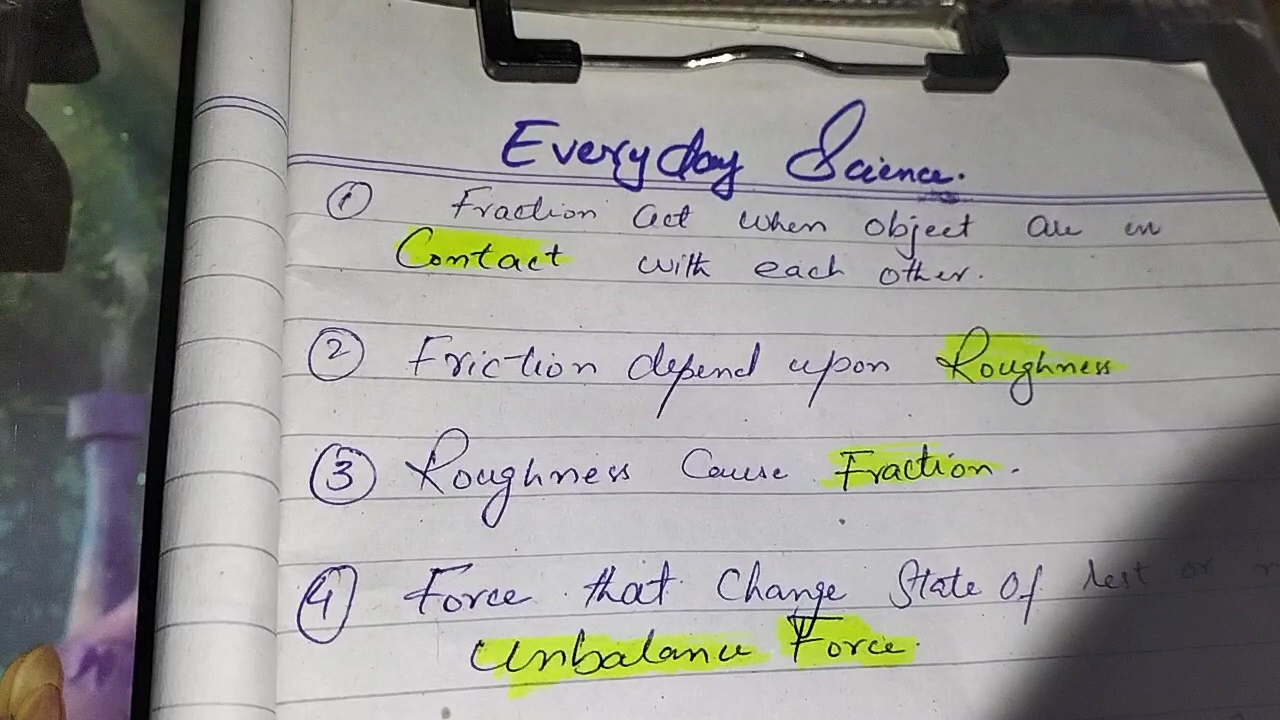 Everyday Science.
① Fraction act when object are in
Contact with each other.
② Friction depend upon Roughness
③ Roughness Cause Fraction.
④ Force that Change State Of rest or
Unbalance Force.